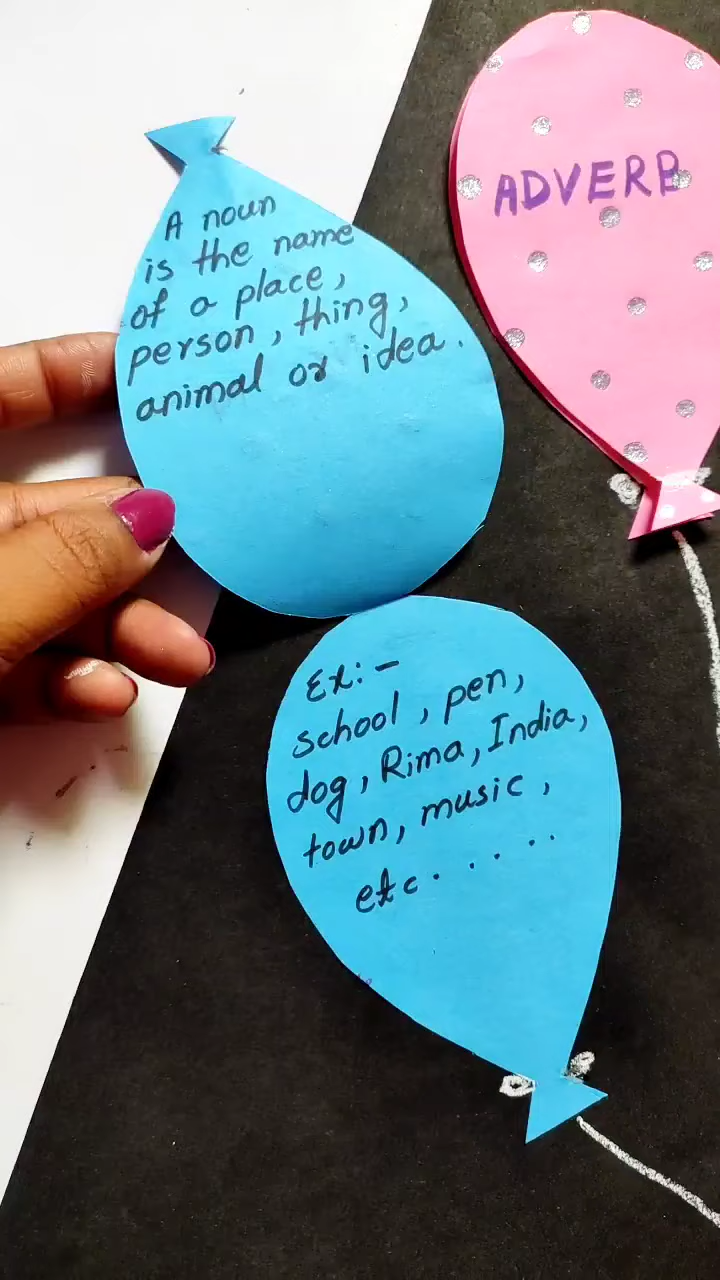 A noun
is the name
of a place,
person, thing,
animal or idea.
ADVERB
Ex:-
school, pen,
dog, Rima, India,
town, music,
etc.....